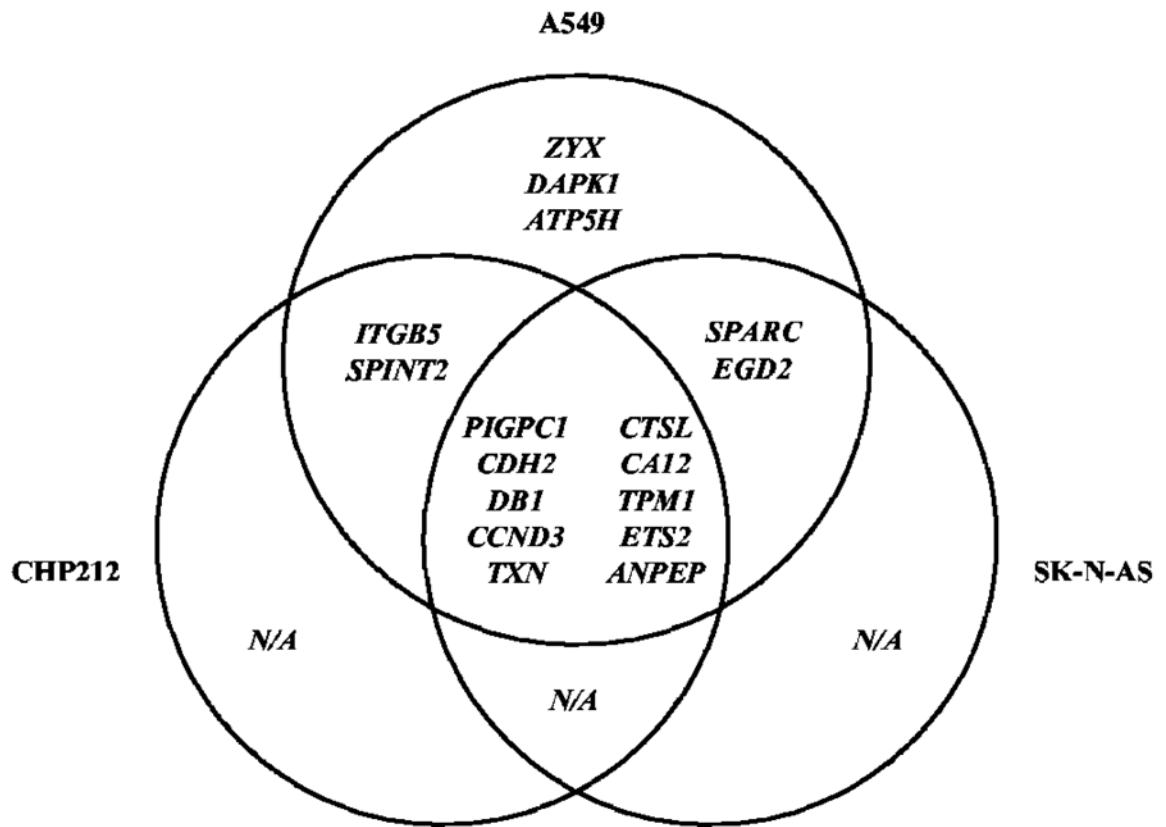 A549
ZYX
DAPK1
ATP5H
ITGB5
SPINT2
SPARC
EGD2
PIGPC1 CTSL
CDH2 CA12
DB1 TPM1
CCND3 ETS2
TXN ANPEP
CHP212
SK-N-AS
N/A
N/A
N/A